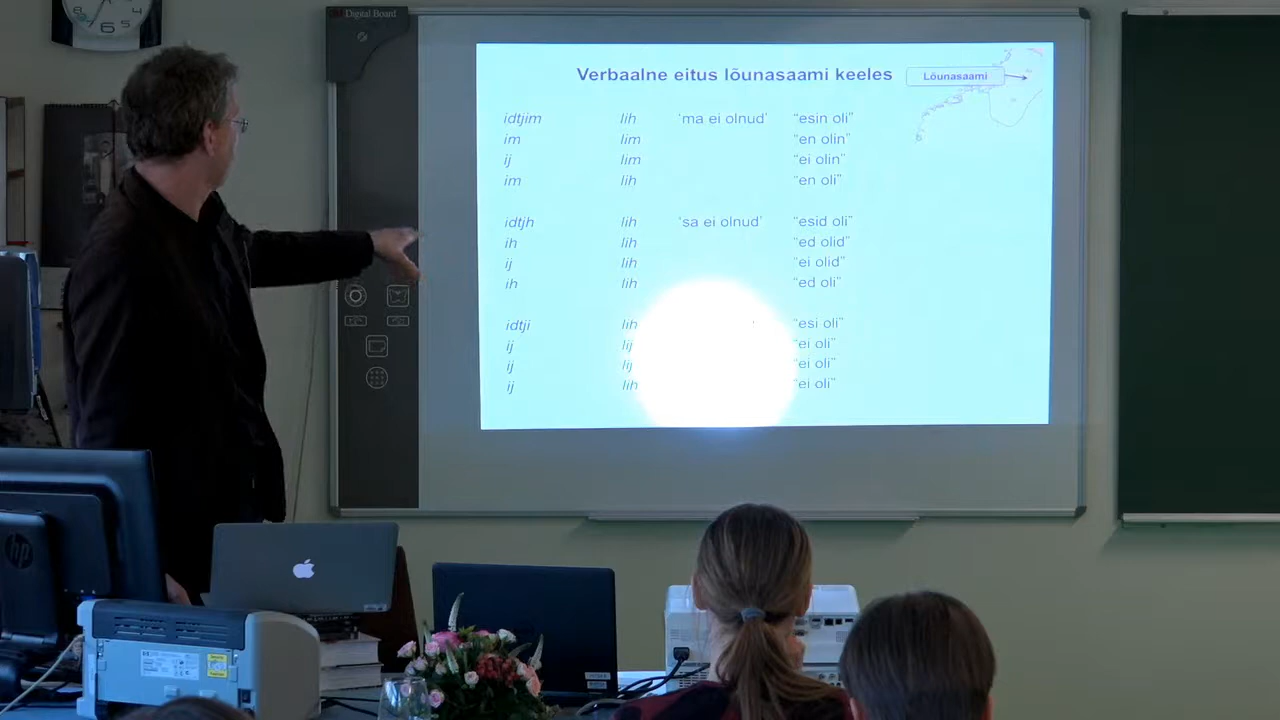 Digital Board
Verbaalne eitus lõunasaami keeles
Lõunasaami
idtjim lih ‘ma ei olnud’ “esin oli”
im lim “en olin”
ij lim “ei olin”
im lih “en oli”
idtjh lih ‘sa ei olnud’ “esid oli”
ih lih “ed olid”
ij lih “ei olid”
ih lih “ed oli”
idtji lih “esi oli”
ij lij “ei oli”
ij lij “ei oli”
ij lih “ei oli”
hp